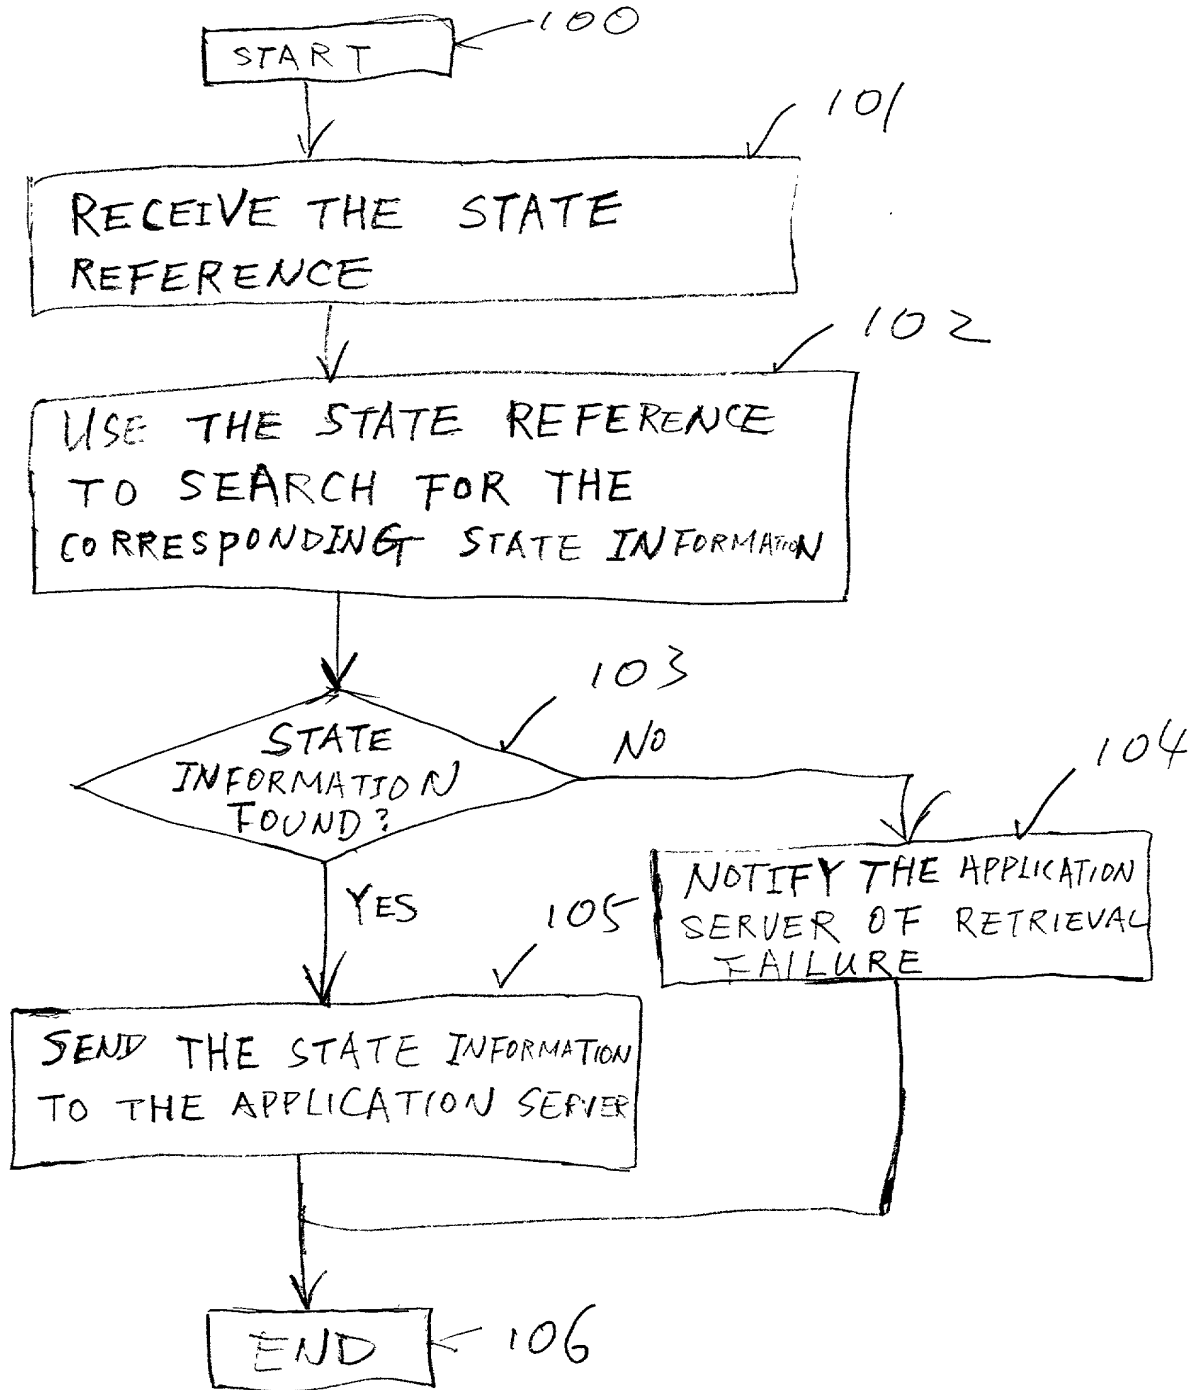 100
START
101
RECEIVE THE STATE
REFERENCE
102
USE THE STATE REFERENCE
TO SEARCH FOR THE
CORRESPONDING STATE INFORMATION
103
STATE
INFORMATION
FOUND?
NO
104
NOTIFY THE APPLICATION
SERVER OF RETRIEVAL
FAILURE
YES
105
SEND THE STATE INFORMATION
TO THE APPLICATION SERVER
END
106